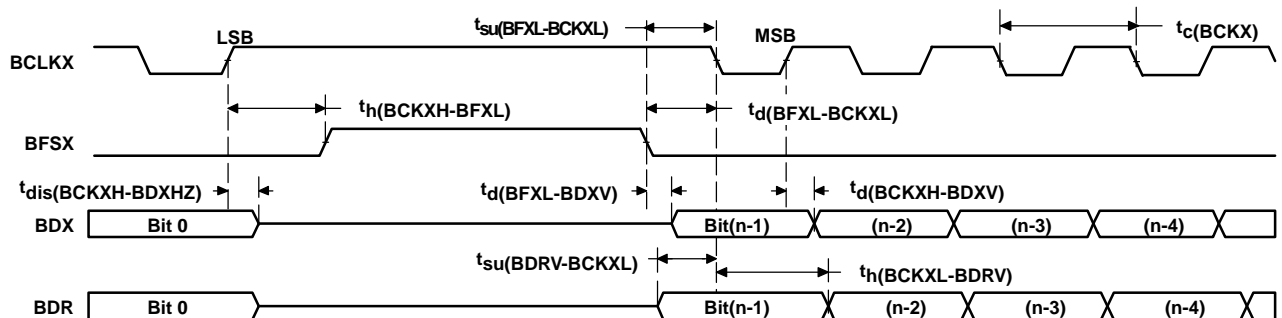 LSB
tsu(BFXL-BCKXL)
MSB
tc(BCKX)
BCLKX
th(BCKXH-BFXL)
td(BFXL-BCKXL)
BFSX
tdis(BCKXH-BDXHZ)
td(BFXL-BDXV)
td(BCKXH-BDXV)
BDX Bit 0 Bit(n-1) (n-2) (n-3) (n-4)
tsu(BDRV-BCKXL)
th(BCKXL-BDRV)
BDR Bit 0 Bit(n-1) (n-2) (n-3) (n-4)